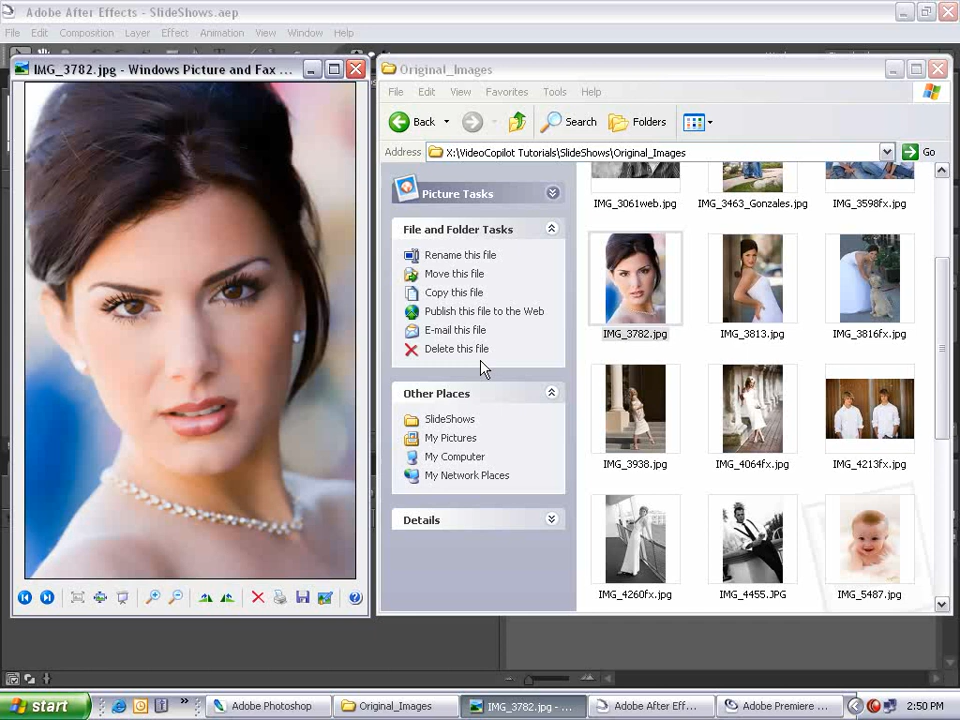 Adobe After Effects - SlideShows.aep
File Edit Composition Layer Effect Animation View Window Help
IMG_3782.jpg - Windows Picture and Fax ...
Original_Images
File Edit View Favorites Tools Help
Back Search Folders
Address X:\VideoCopilot Tutorials\SlideShows\Original_Images Go
Picture Tasks
File and Folder Tasks
Rename this file
Move this file
Copy this file
Publish this file to the Web
E-mail this file
Delete this file
Other Places
SlideShows
My Pictures
My Computer
My Network Places
Details
IMG_3061web.jpg IMG_3463_Gonzales.jpg IMG_3598fx.jpg
IMG_3782.jpg IMG_3813.jpg IMG_3816fx.jpg
IMG_3938.jpg IMG_4064fx.jpg IMG_4213fx.jpg
IMG_4260fx.jpg IMG_4455.JPG IMG_5487.jpg
start Adobe Photoshop Original_Images IMG_3782.jpg - ... Adobe After Eff... Adobe Premiere ... 2:50 PM